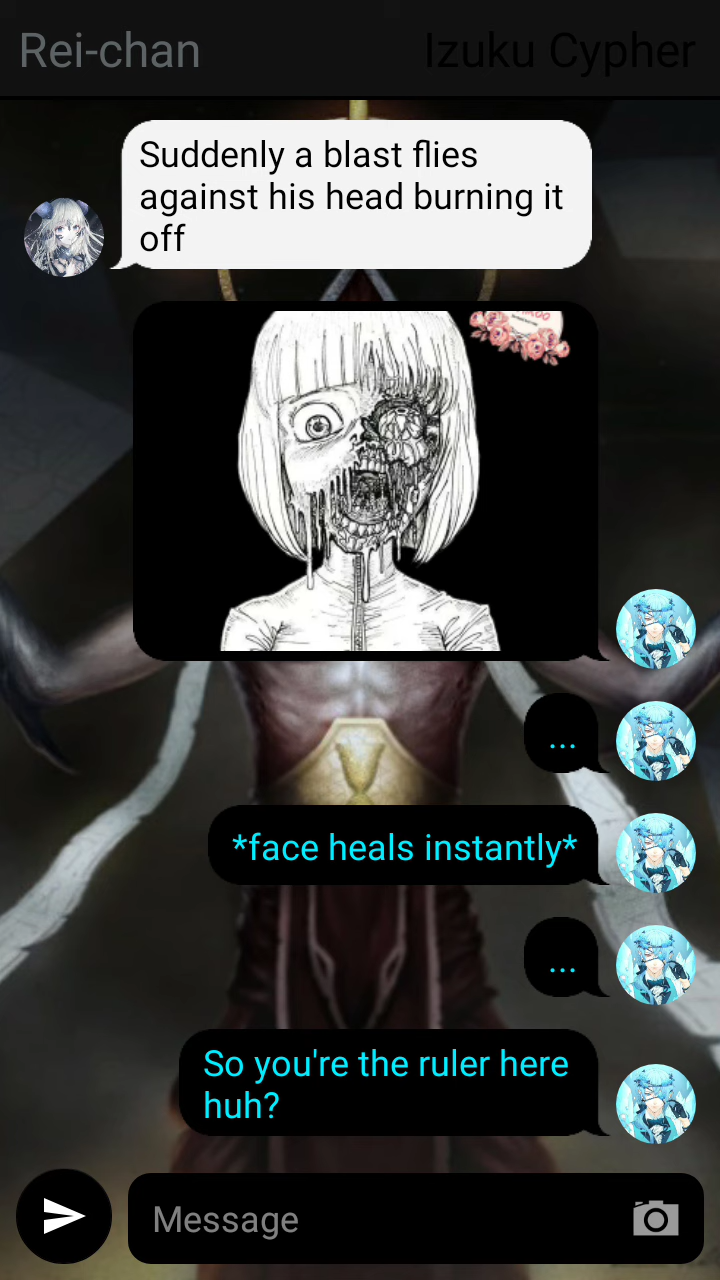 Rei-chan
Izuku Cypher
Suddenly a blast flies
against his head burning it
off
...
*face heals instantly*
...
So you're the ruler here
huh?
Message